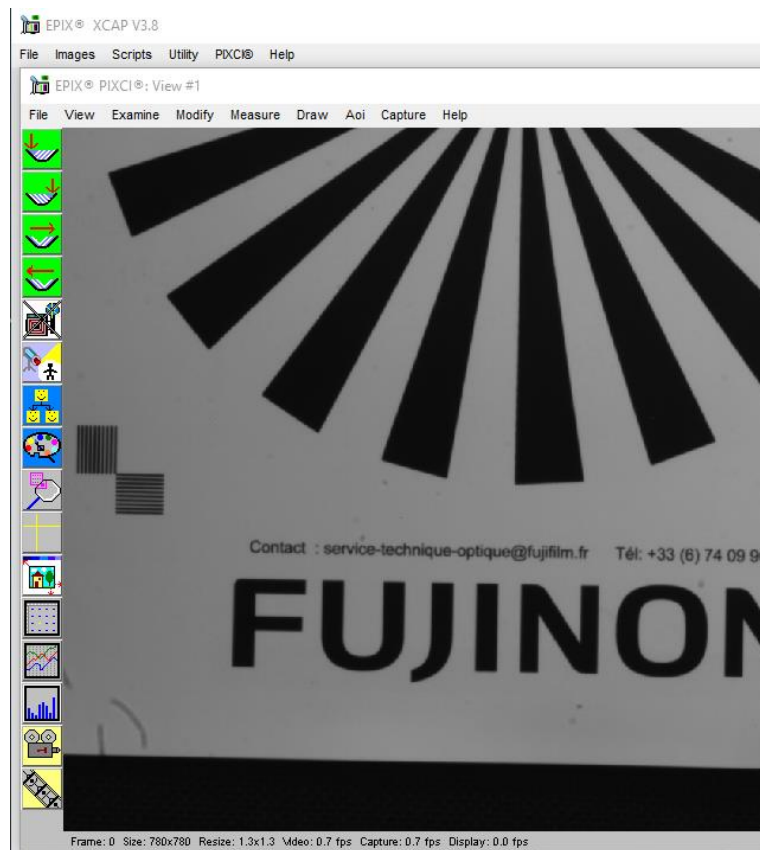 EPIX® XCAP V3.8
File Images Scripts Utility PIXCI® Help
EPIX® PIXCI®: View #1
File View Examine Modify Measure Draw Aoi Capture Help
Contact : service-technique-optique@fujifilm.fr Tél: +33 (6) 74 09 9
FUJINON
Frame: 0 Size: 780x780 Resize: 1.3x1.3 Video: 0.7 fps Capture: 0.7 fps Display: 0.0 fps